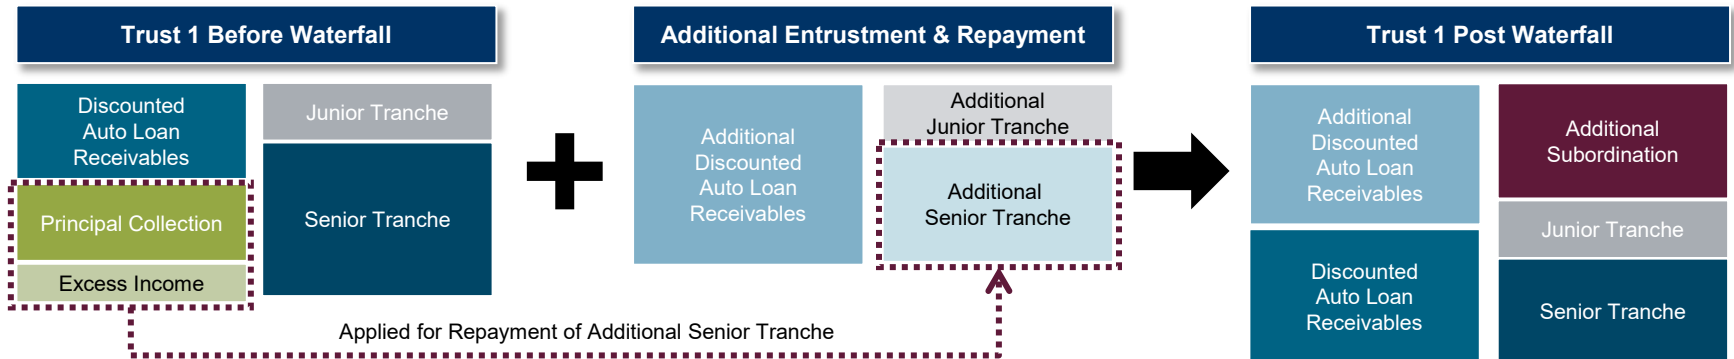 Trust 1 Before Waterfall
Discounted
Auto Loan
Receivables
Principal Collection
Excess Income
Junior Tranche
Senior Tranche
Additional Entrustment & Repayment
Additional
Discounted
Auto Loan
Receivables
Additional
Junior Tranche
Additional
Senior Tranche
Applied for Repayment of Additional Senior Tranche
Trust 1 Post Waterfall
Additional
Discounted
Auto Loan
Receivables
Discounted
Auto Loan
Receivables
Additional
Subordination
Junior Tranche
Senior Tranche